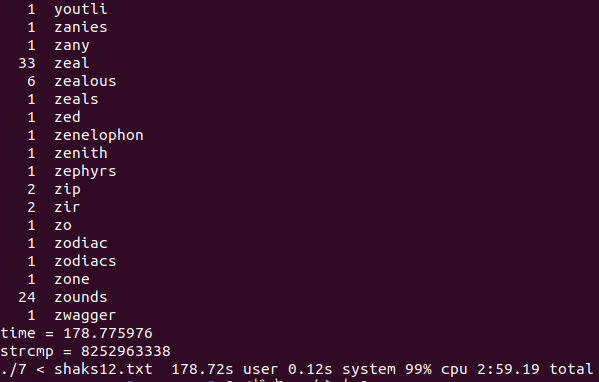 1 youtli
1 zanies
1 zany
33 zeal
6 zealous
1 zeals
1 zed
1 zenelophon
1 zenith
1 zephyrs
2 zip
2 zir
1 zo
1 zodiac
1 zodiacs
1 zone
24 zounds
1 zwagger
time = 178.775976
strcmp = 8252963338
./7 < shaks12.txt 178.72s user 0.12s system 99% cpu 2:59.19 total